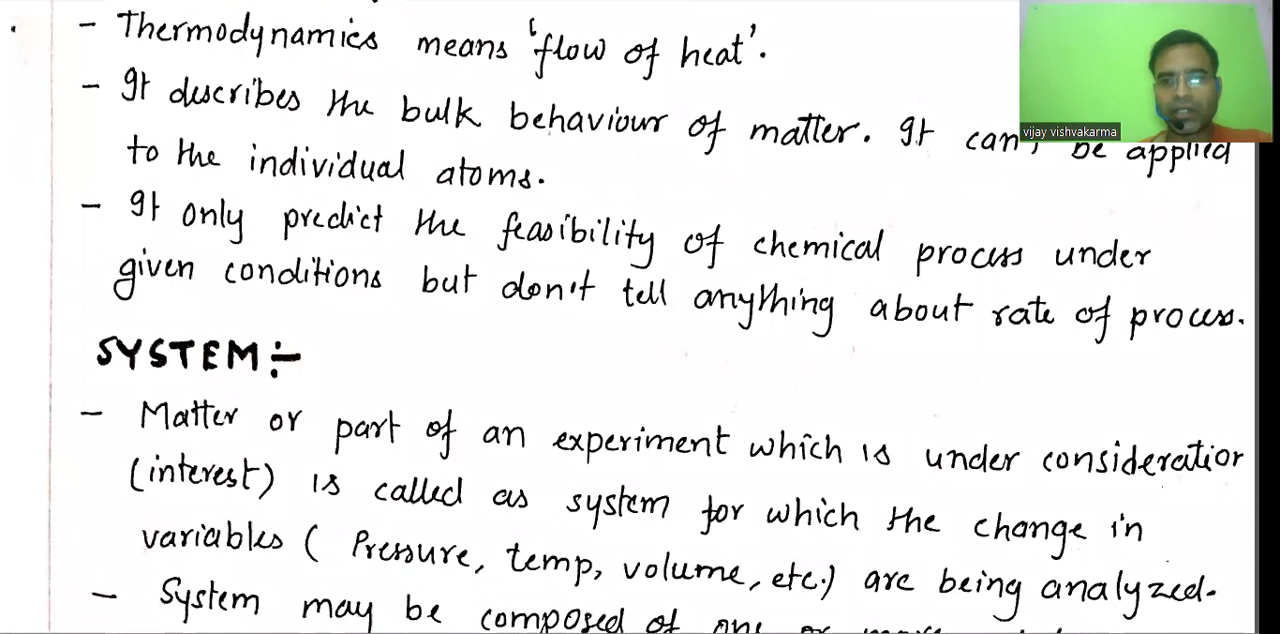 - Thermodynamics means 'flow of heat'.
- It describes the bulk behaviour of matter. It can't be applied
to the individual atoms.
- It only predict the feasibility of chemical process under
given conditions but don't tell anything about rate of process.
SYSTEM:-
- Matter or part of an experiment which is under consideration
(interest) is called as system for which the change in
variables ( Pressure, temp, volume, etc.) are being analyzed.
- System may be composed of one or more
vijay vishvakarma